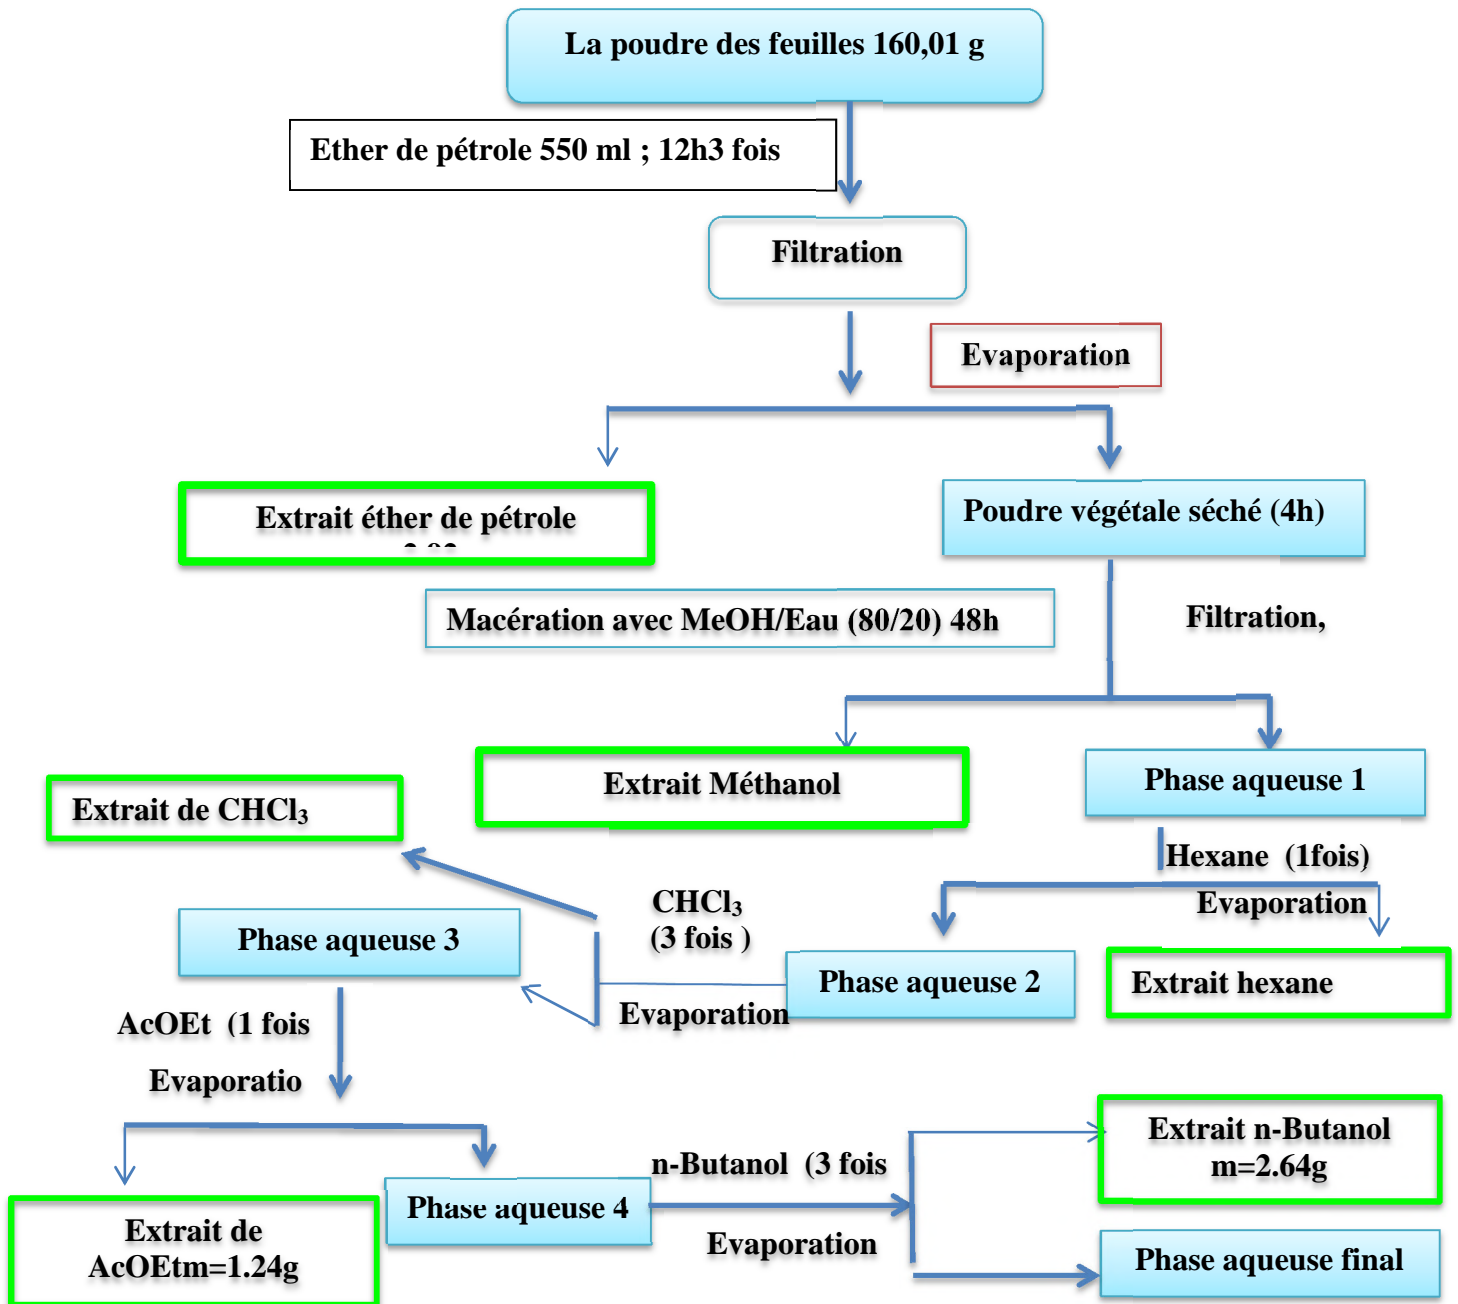 La poudre des feuilles 160,01 g
Ether de pétrole 550 ml ; 12h3 fois
Filtration
Evaporation
Extrait éther de pétrole
Poudre végétale séché (4h)
Macération avec MeOH/Eau (80/20) 48h
Filtration,
Extrait Méthanol
Phase aqueuse 1
Extrait de CHCl₃
Hexane (1fois)
Evaporation
CHCl₃
(3 fois )
Phase aqueuse 3
Phase aqueuse 2
Extrait hexane
Evaporation
AcOEt (1 fois
Evaporatio
Extrait n-Butanol
m=2.64g
n-Butanol (3 fois
Phase aqueuse 4
Evaporation
Extrait de
AcOEtm=1.24g
Phase aqueuse final